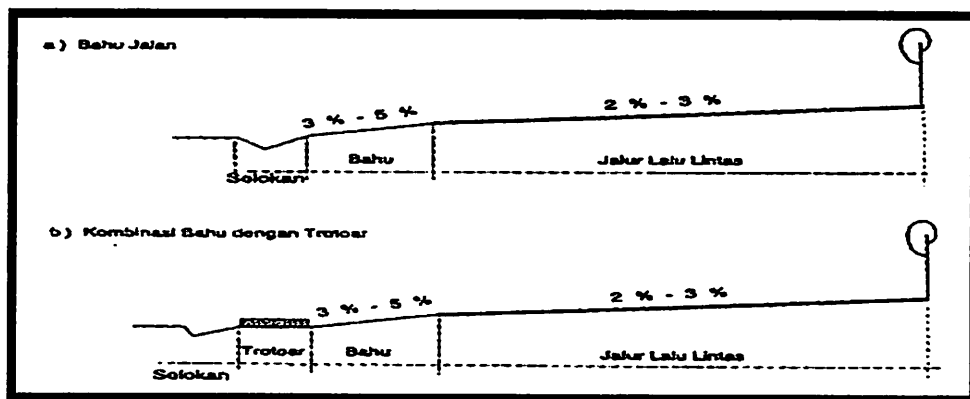 a) Bahu Jalan
3 % - 5 %
2 % - 3 %
Bahu
Jalur Lalu Lintas
Solokan
b) Kombinasi Bahu dengan Trotoar
3 % - 5 %
2 % - 3 %
Trotoar
Bahu
Jalur Lalu Lintas
Solokan